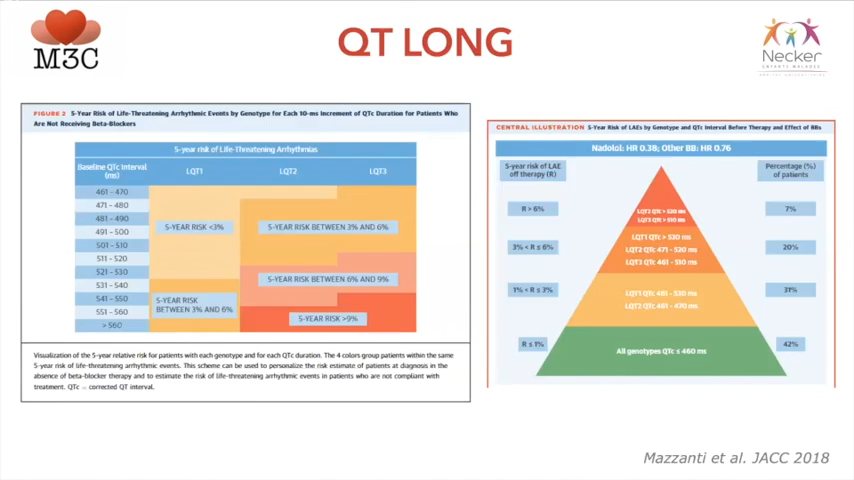 M3C
QT LONG
Necker
ENFANTS MALADES
FIGURE 2 5-Year Risk of Life-Threatening Arrhythmic Events by Genotype for Each 10-ms Increment of QTc Duration for Patients Who
Are Not Receiving Beta-Blockers
5-year risk of Life-Threatening Arrhythmias
Baseline QTc Interval
(ms)
LQT1 LQT2 LQT3
461 - 470
471 - 480
481 - 490
491 - 500
501 - 510
511 - 520
521 - 530
531 - 540
541 - 550
551 - 560
> 560
5-YEAR RISK <3%
5-YEAR RISK BETWEEN 3% AND 6%
5-YEAR RISK BETWEEN 6% AND 9%
5-YEAR RISK
BETWEEN 3% AND 6%
5-YEAR RISK >9%
Visualization of the 5-year relative risk for patients with each genotype and for each QTc duration. The 4 colors group patients within the same
5-year risk of life-threatening arrhythmic events. This scheme can be used to personalize the risk estimate of patients at diagnosis in the
absence of beta-blocker therapy and to estimate the risk of life-threatening arrhythmic events in patients who are not compliant with
treatment. QTc = corrected QT interval.
CENTRAL ILLUSTRATION 5-Year Risk of LAEs by Genotype and QTc Interval Before Therapy and Effect of BBs
Nadolol: HR 0.38; Other BB: HR 0.76
5-year risk of LAE
off therapy (R)
Percentage (%)
of patients
R > 6%
LQT2 QTc > 520 ms
LQT3 QTc > 510 ms
7%
3% < R ≤ 6%
LQT1 QTc > 530 ms
LQT2 QTc 471 - 520 ms
LQT3 QTc 461 - 510 ms
20%
1% < R ≤ 3%
LQT1 QTc 461 - 530 ms
LQT2 QTc 461 - 470 ms
31%
R ≤ 1%
All genotypes QTc ≤ 460 ms
42%
Mazzanti et al. JACC 2018